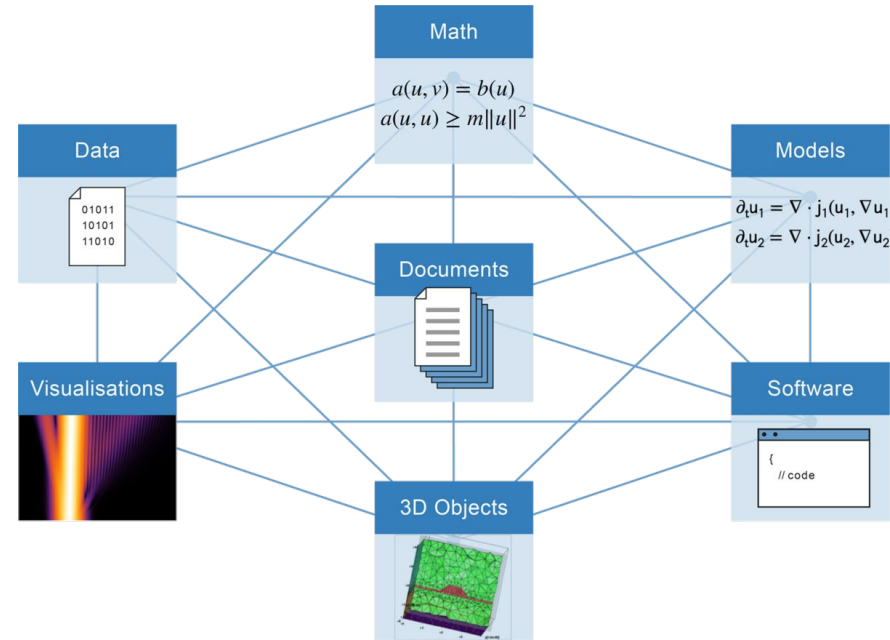 Math
a(u, v) = b(u)
a(u, u) ≥ m‖u‖²
Data
01011
10101
11010
Models
∂ₜu₁ = ∇ · j₁(u₁, ∇u₁
∂ₜu₂ = ∇ · j₂(u₂, ∇u₂
Documents
Visualisations
Software
{
// code
3D Objects